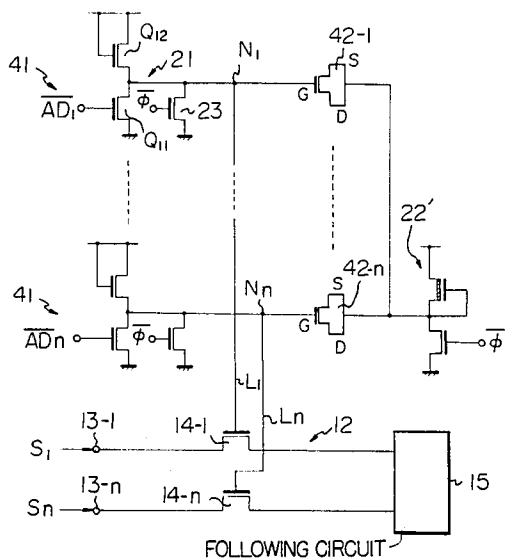 Q12
42-1
41
21
N1
S
AD1
φ
G
23
D
Q11
22'
Nn
42-n
S
41
G
ADn
φ
D
φ
L1
Ln
12
14-1
13-1
S1
13-n
14-n
Sn
15
FOLLOWING CIRCUIT